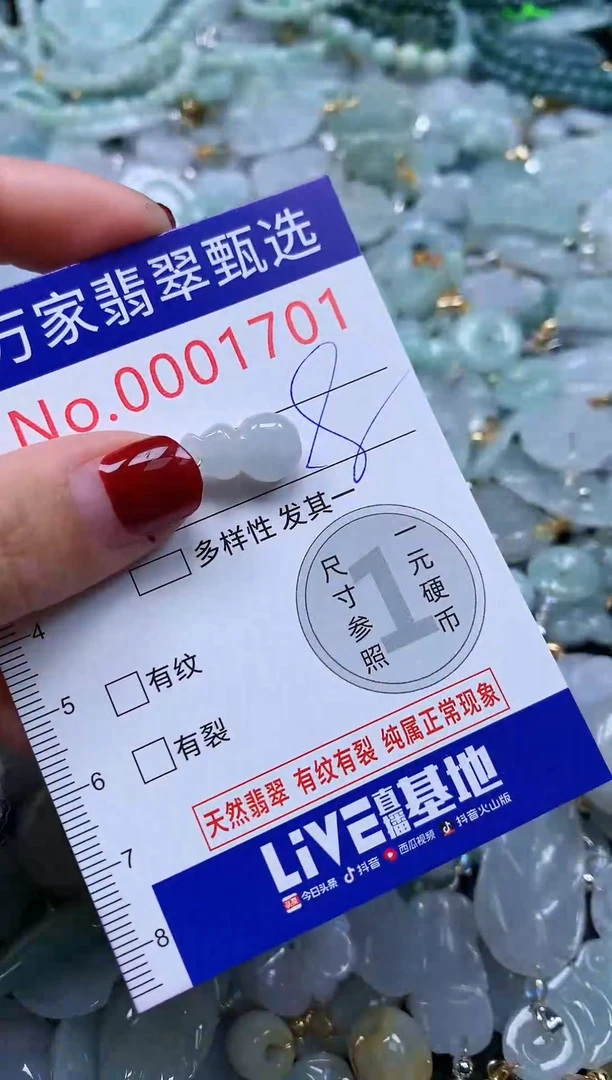 万家翡翠甄选
No.0001701
8
多样性 发其一
一元硬币
尺寸参照
1
4
5
有纹
6
有裂
天然翡翠 有纹有裂 纯属正常现象
7
LiVE直播基地
头条 今日头条 抖音 西瓜视频 抖音火山版
8